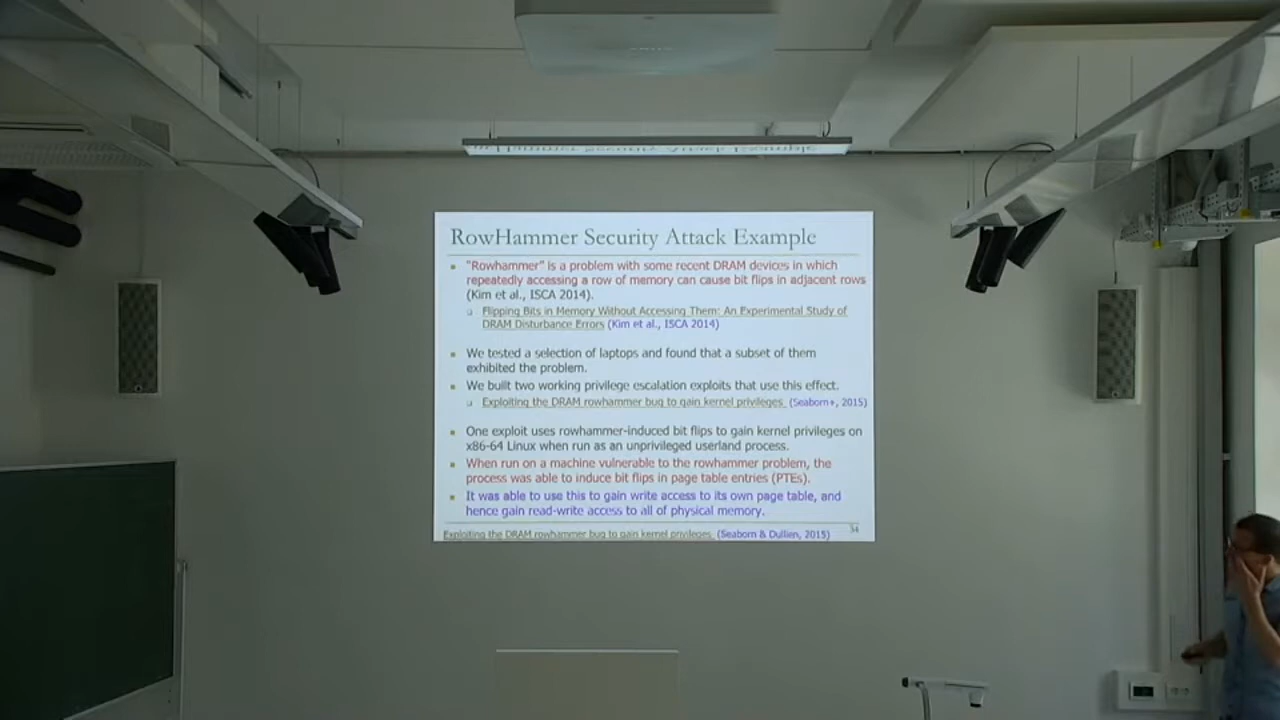 RowHammer Security Attack Example
"Rowhammer" is a problem with some recent DRAM devices in which
repeatedly accessing a row of memory can cause bit flips in adjacent rows
(Kim et al., ISCA 2014).
Flipping Bits in Memory Without Accessing Them: An Experimental Study of
DRAM Disturbance Errors (Kim et al., ISCA 2014)
We tested a selection of laptops and found that a subset of them
exhibited the problem.
We built two working privilege escalation exploits that use this effect.
Exploiting the DRAM rowhammer bug to gain kernel privileges (Seaborn+, 2015)
One exploit uses rowhammer-induced bit flips to gain kernel privileges on
x86-64 Linux when run as an unprivileged userland process.
When run on a machine vulnerable to the rowhammer problem, the
process was able to induce bit flips in page table entries (PTEs).
It was able to use this to gain write access to its own page table, and
hence gain read-write access to all of physical memory.
34
Exploiting the DRAM rowhammer bug to gain kernel privileges (Seaborn & Dullien, 2015)